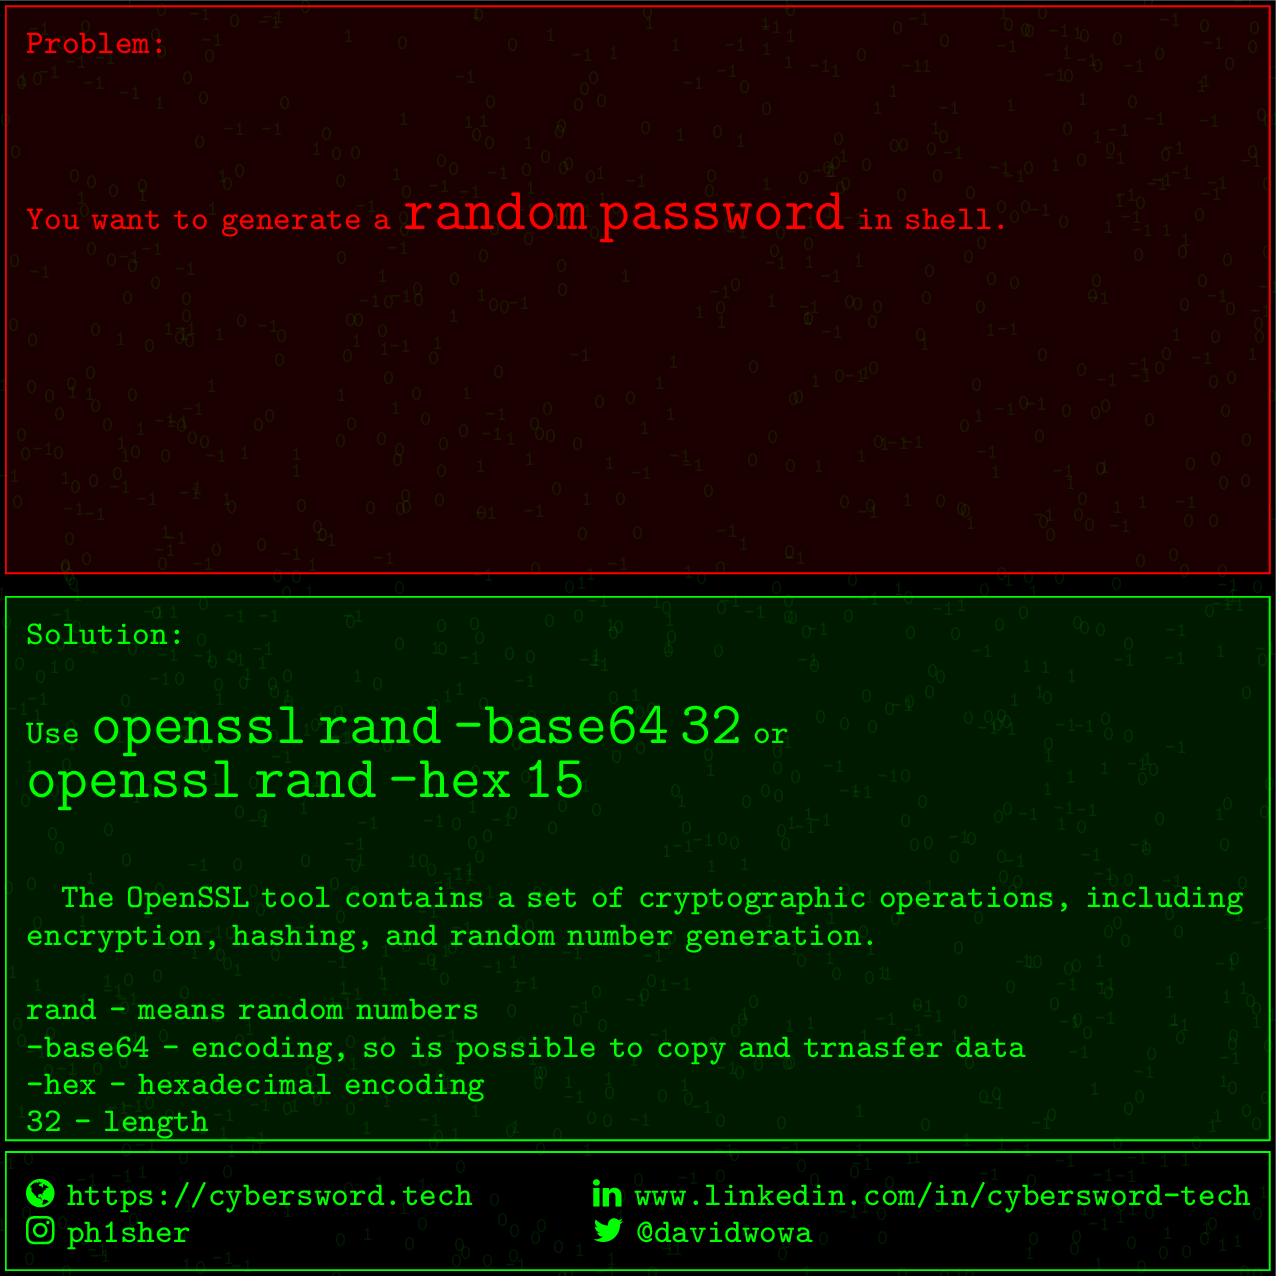 Problem:
You want to generate a random password in shell.
Solution:
Use openssl rand -base64 32 or
openssl rand -hex 15
The OpenSSL tool contains a set of cryptographic operations, including
encryption, hashing, and random number generation.
rand - means random numbers
-base64 - encoding, so is possible to copy and trnasfer data
-hex - hexadecimal encoding
32 - length
https://cybersword.tech
www.linkedin.com/in/cybersword-tech
ph1sher
@davidwowa